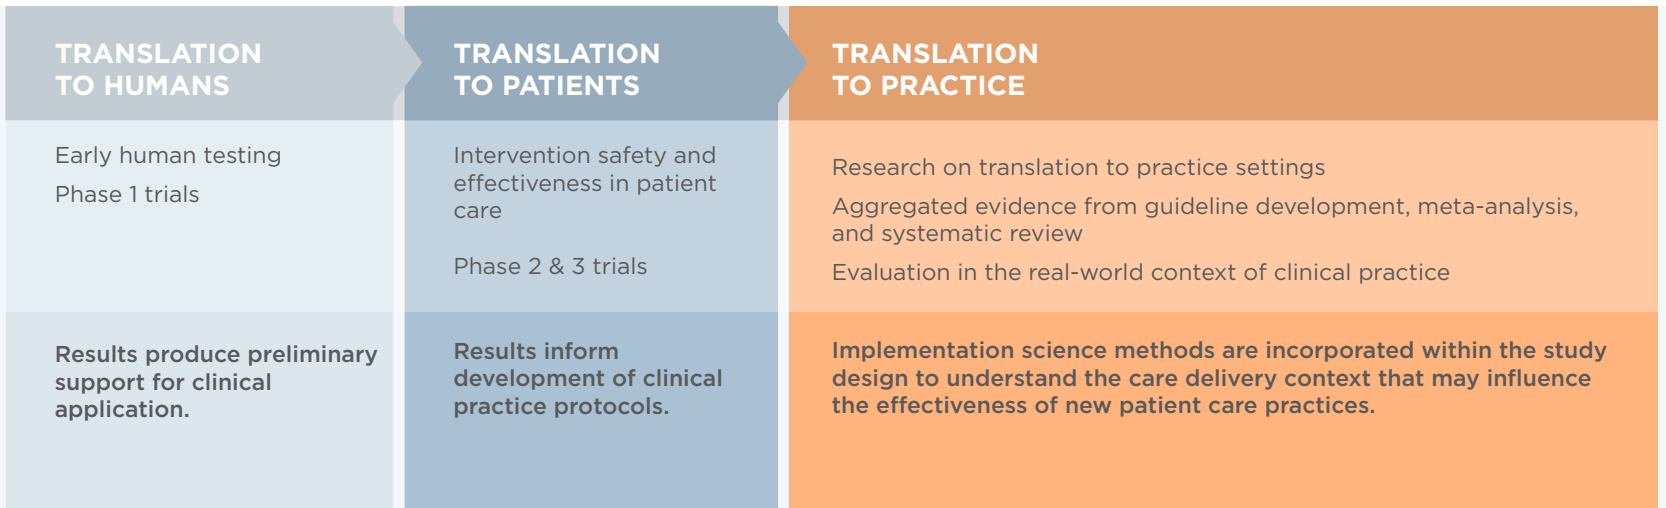 TRANSLATION
TO HUMANS
Early human testing
Phase 1 trials
Results produce preliminary
support for clinical
application.
TRANSLATION
TO PATIENTS
Intervention safety and
effectiveness in patient
care
Phase 2 & 3 trials
Results inform
development of clinical
practice protocols.
TRANSLATION
TO PRACTICE
Research on translation to practice settings
Aggregated evidence from guideline development, meta-analysis,
and systematic review
Evaluation in the real-world context of clinical practice
Implementation science methods are incorporated within the study
design to understand the care delivery context that may influence
the effectiveness of new patient care practices.